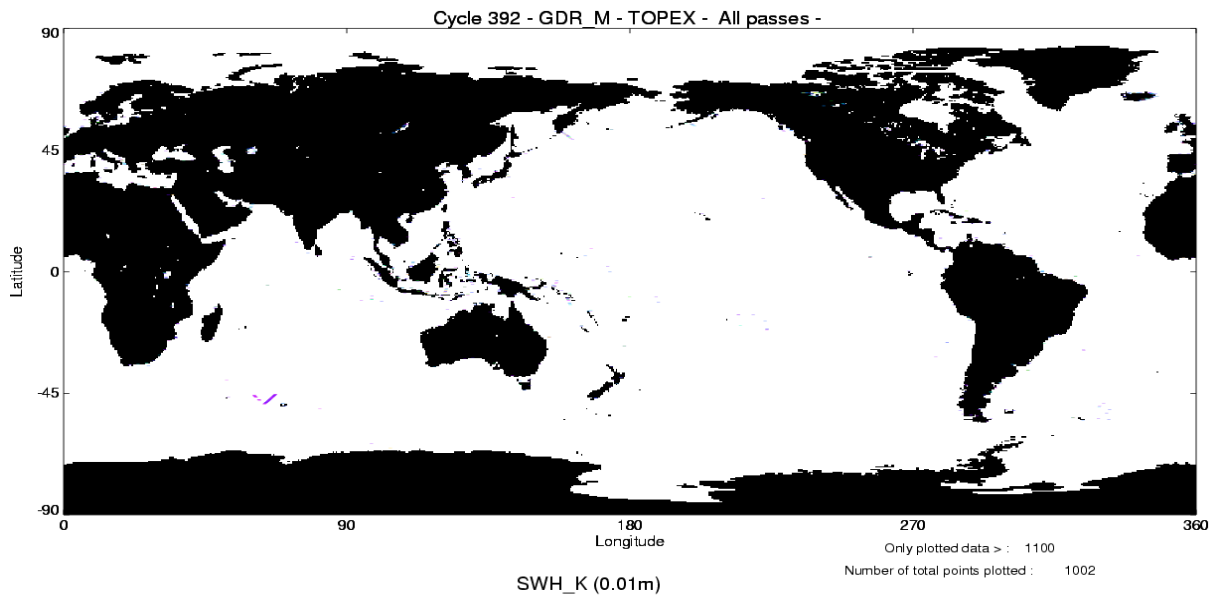 Cycle 392 - GDR_M - TOPEX - All passes -
90
45
0
-45
-90
Latitude
0 90 180 270 360
Longitude
Only plotted data > : 1100
Number of total points plotted : 1002
SWH_K (0.01m)